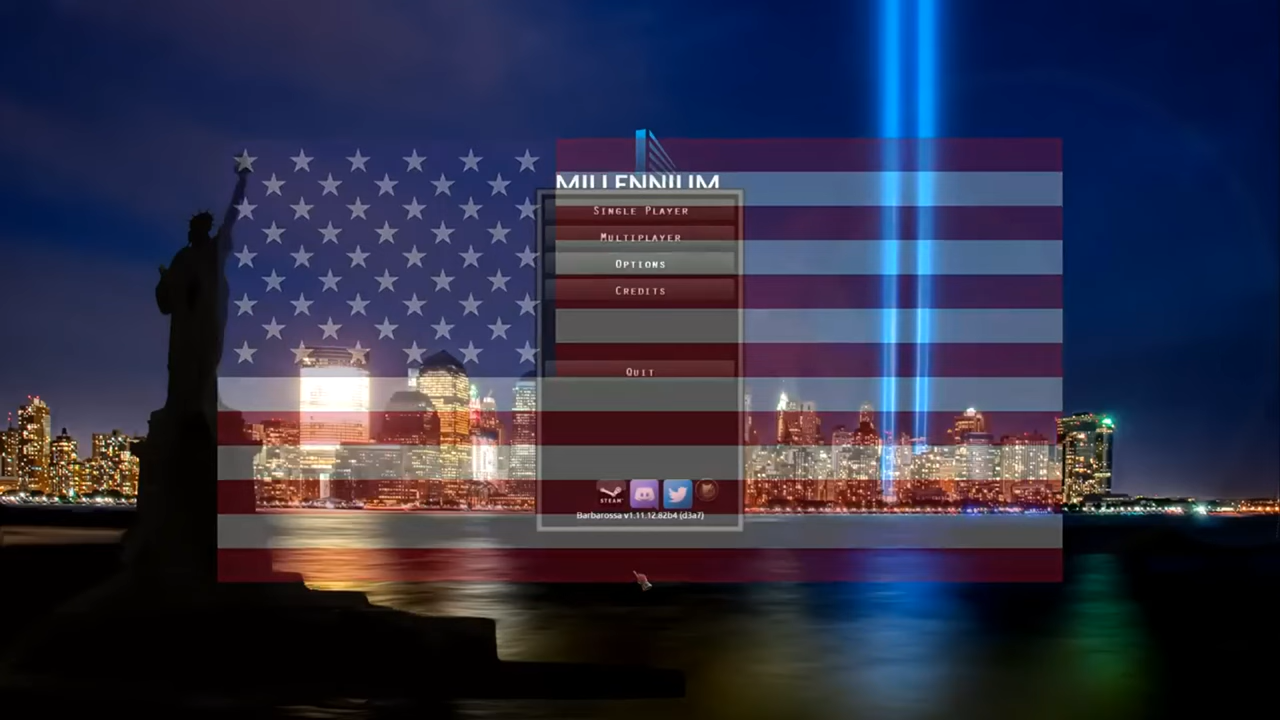 MILLENNIUM
Single Player
Multiplayer
Options
Credits
Quit
STEAM
Barbarossa v1.11.12.82b4 (d3a7)